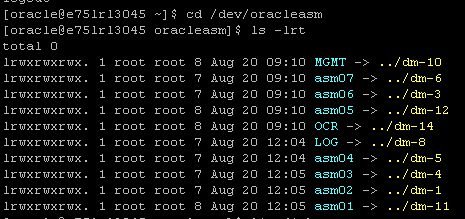 [oracle@e75lrl3045 ~]$ cd /dev/oracleasm
[oracle@e75lrl3045 oracleasm]$ ls -lrt
total 0
lrwxrwxrwx. 1 root root 8 Aug 20 09:10 MGMT -> ../dm-10
lrwxrwxrwx. 1 root root 7 Aug 20 09:10 asm07 -> ../dm-6
lrwxrwxrwx. 1 root root 7 Aug 20 09:10 asm06 -> ../dm-3
lrwxrwxrwx. 1 root root 8 Aug 20 09:10 asm05 -> ../dm-12
lrwxrwxrwx. 1 root root 8 Aug 20 09:10 OCR -> ../dm-14
lrwxrwxrwx. 1 root root 7 Aug 20 12:04 LOG -> ../dm-8
lrwxrwxrwx. 1 root root 7 Aug 20 12:04 asm04 -> ../dm-5
lrwxrwxrwx. 1 root root 7 Aug 20 12:05 asm03 -> ../dm-4
lrwxrwxrwx. 1 root root 7 Aug 20 12:05 asm02 -> ../dm-1
lrwxrwxrwx. 1 root root 8 Aug 20 12:05 asm01 -> ../dm-11